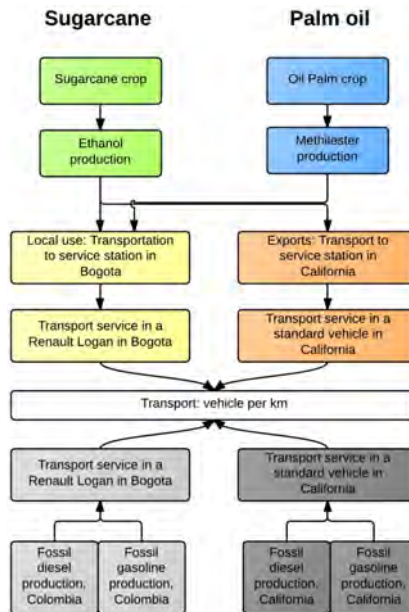 Sugarcane
Palm oil
Sugarcane crop
Oil Palm crop
Ethanol
production
Methilester
production
Local use: Transportation
to service station in
Bogota
Exports: Transport to
service station in
California
Transport service in a
Renault Logan in Bogota
Transport service in a
standard vehicle in
California
Transport: vehicle per km
Transport service in a
Renault Logan in Bogota
Transport service in a
standard vehicle in
California
Fossil
diesel
production,
Colombia
Fossil
gasoline
production,
Colombia
Fossil
diesel
production,
California
Fossil
gasoline
production,
California